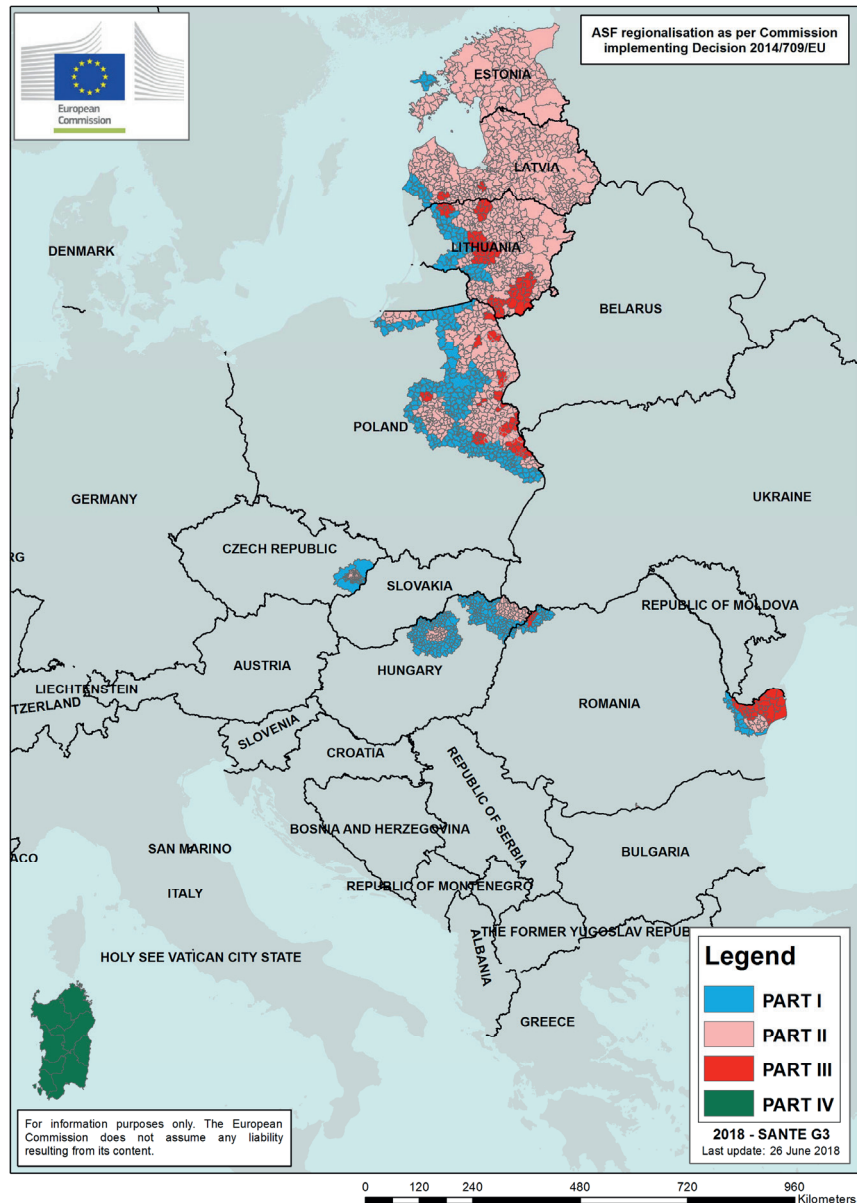 European
Commission
ASF regionalisation as per Commission
implementing Decision 2014/709/EU
ESTONIA
LATVIA
DENMARK
LITHUANIA
BELARUS
POLAND
GERMANY
UKRAINE
RG
CZECH REPUBLIC
SLOVAKIA
REPUBLIC OF MOLDOVA
AUSTRIA
HUNGARY
LIECHTENSTEIN
TZERLAND
ROMANIA
SLOVENIA
CROATIA
REPUBLIC OF SERBIA
BOSNIA AND HERZEGOVINA
SAN MARINO
BULGARIA
ACO
ITALY
REPUBLIC OF MONTENEGRO
THE FORMER YUGOSLAV REPUB
ALBANIA
HOLY SEE VATICAN CITY STATE
GREECE
Legend
PART I
PART II
PART III
PART IV
2018 - SANTE G3
Last update: 26 June 2018
For information purposes only. The European
Commission does not assume any liability
resulting from its content.
0 120 240 480 720 960
Kilometers